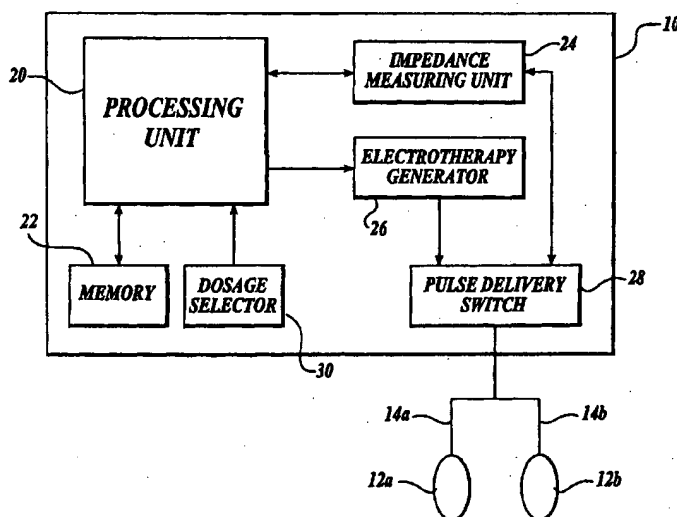 10
20
PROCESSING
UNIT
IMPEDANCE
MEASURING UNIT
24
ELECTROTHERAPY
GENERATOR
26
22
MEMORY
DOSAGE
SELECTOR
30
PULSE DELIVERY
SWITCH
28
14a
14b
12a
12b